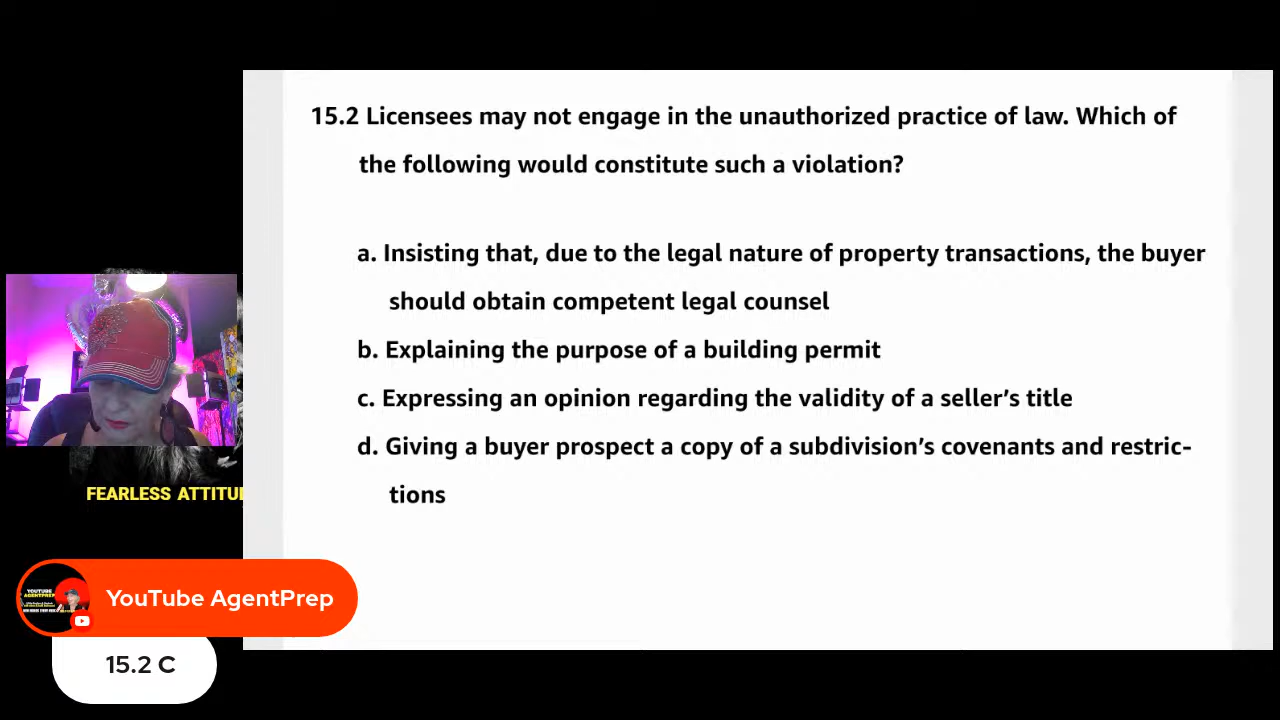 15.2 Licensees may not engage in the unauthorized practice of law. Which of
the following would constitute such a violation?
a. Insisting that, due to the legal nature of property transactions, the buyer
should obtain competent legal counsel
b. Explaining the purpose of a building permit
c. Expressing an opinion regarding the validity of a seller’s title
d. Giving a buyer prospect a copy of a subdivision’s covenants and restric-
tions
FEARLESS ATTITU
YouTube AgentPrep
15.2 C